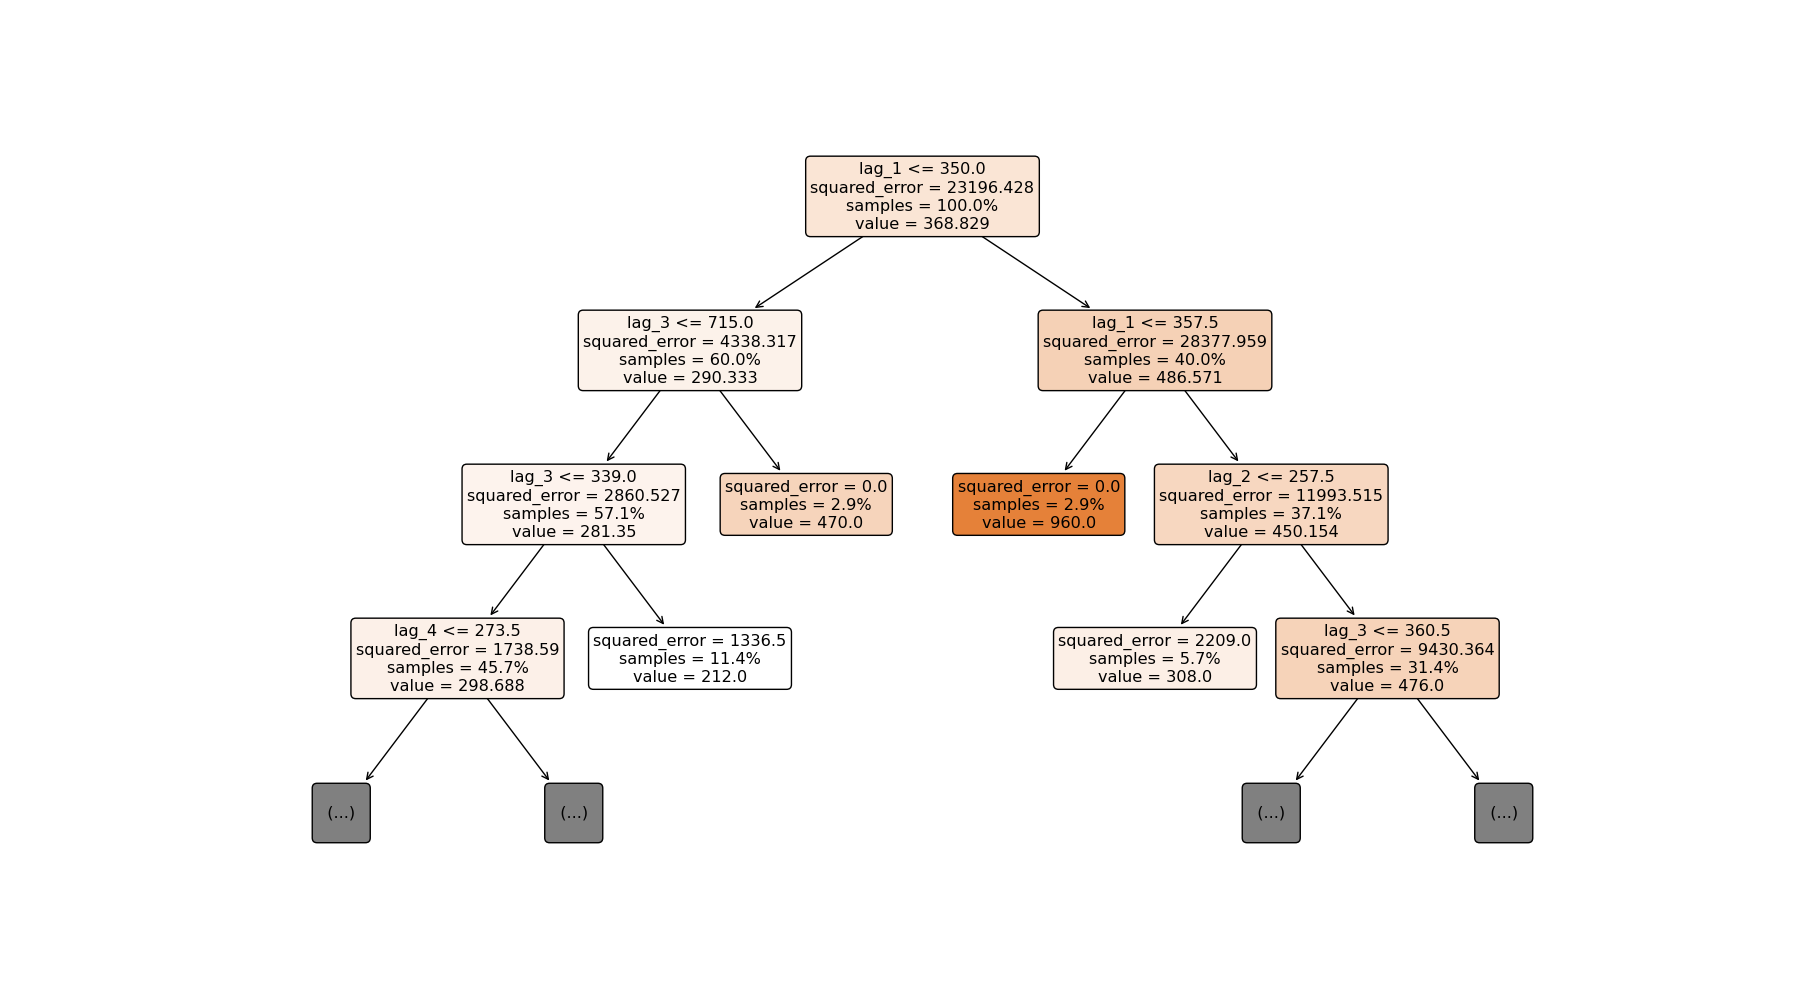 lag_1 <= 350.0
squared_error = 23196.428
samples = 100.0%
value = 368.829
lag_3 <= 715.0
squared_error = 4338.317
samples = 60.0%
value = 290.333
lag_1 <= 357.5
squared_error = 28377.959
samples = 40.0%
value = 486.571
lag_3 <= 339.0
squared_error = 2860.527
samples = 57.1%
value = 281.35
squared_error = 0.0
samples = 2.9%
value = 470.0
squared_error = 0.0
samples = 2.9%
value = 960.0
lag_2 <= 257.5
squared_error = 11993.515
samples = 37.1%
value = 450.154
lag_4 <= 273.5
squared_error = 1738.59
samples = 45.7%
value = 298.688
squared_error = 1336.5
samples = 11.4%
value = 212.0
squared_error = 2209.0
samples = 5.7%
value = 308.0
lag_3 <= 360.5
squared_error = 9430.364
samples = 31.4%
value = 476.0
(...)
(...)
(...)
(...)